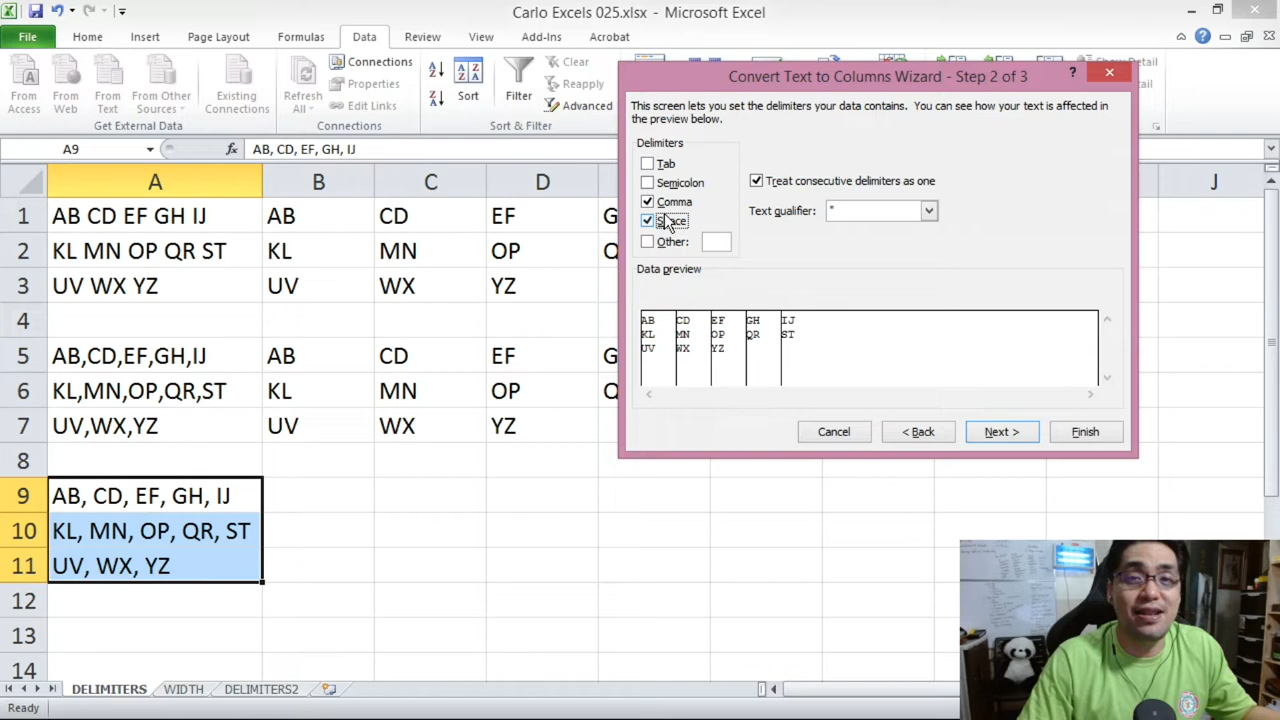 Carlo Excels 025.xlsx - Microsoft Excel
File Home Insert Page Layout Formulas Data Review View Add-Ins Acrobat
From Access
From Web
From Text
From Other Sources
Get External Data
Existing Connections
Refresh All
Connections
Properties
Edit Links
Connections
Sort
Filter
Clear
Reapply
Advanced
Sort & Filter
Detail
A9 fx AB, CD, EF, GH, IJ
A B C D J
1 AB CD EF GH IJ AB CD EF
2 KL MN OP QR ST KL MN OP
3 UV WX YZ UV WX YZ
4
5 AB,CD,EF,GH,IJ AB CD EF
6 KL,MN,OP,QR,ST KL MN OP
7 UV,WX,YZ UV WX YZ
8
9 AB, CD, EF, GH, IJ
10 KL, MN, OP, QR, ST
11 UV, WX, YZ
12
13
14
Convert Text to Columns Wizard - Step 2 of 3
This screen lets you set the delimiters your data contains. You can see how your text is affected in
the preview below.
Delimiters
Tab
Semicolon
Comma
Space
Other:
Treat consecutive delimiters as one
Text qualifier: "
Data preview
AB CD EF GH IJ
KL MN OP QR ST
UV WX YZ
Cancel < Back Next > Finish
DELIMITERS WIDTH DELIMITERS2
Ready